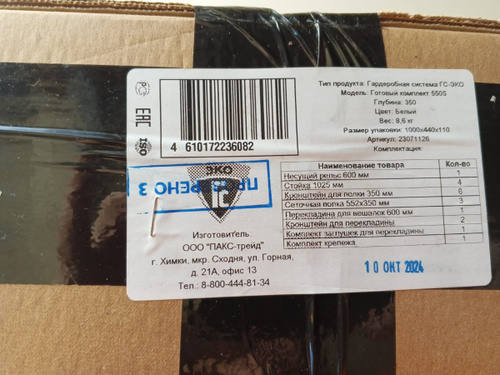 Тип продукта: Гардеробная система ГС-ЭКО
Модель: Готовый комплект 550S
Глубина: 350
Цвет: Белый
Вес: 8,6 кг
Размер упаковки: 1000х440х110
Артикул: 23071126
Комплектация:
РС
EAC
ISO
4 610172236082
Наименование товара Кол-во
Несущий рельс 600 мм 1
Стойка 1025 мм 4
Кронштейн для полки 350 мм 6
Сеточная полка 552х350 мм 3
Перекладина для вешалок 600 мм 1
Кронштейн для перекладины 2
Комплект заглушек для перекладины 1
Комплект крепежа 1
ЭКО
ГС
Изготовитель:
ООО "ПАКС-трейд"
г. Химки, мкр. Сходня, ул. Горная,
д. 21А, офис 13
Тел.: 8-800-444-81-34
10 ОКТ 2024